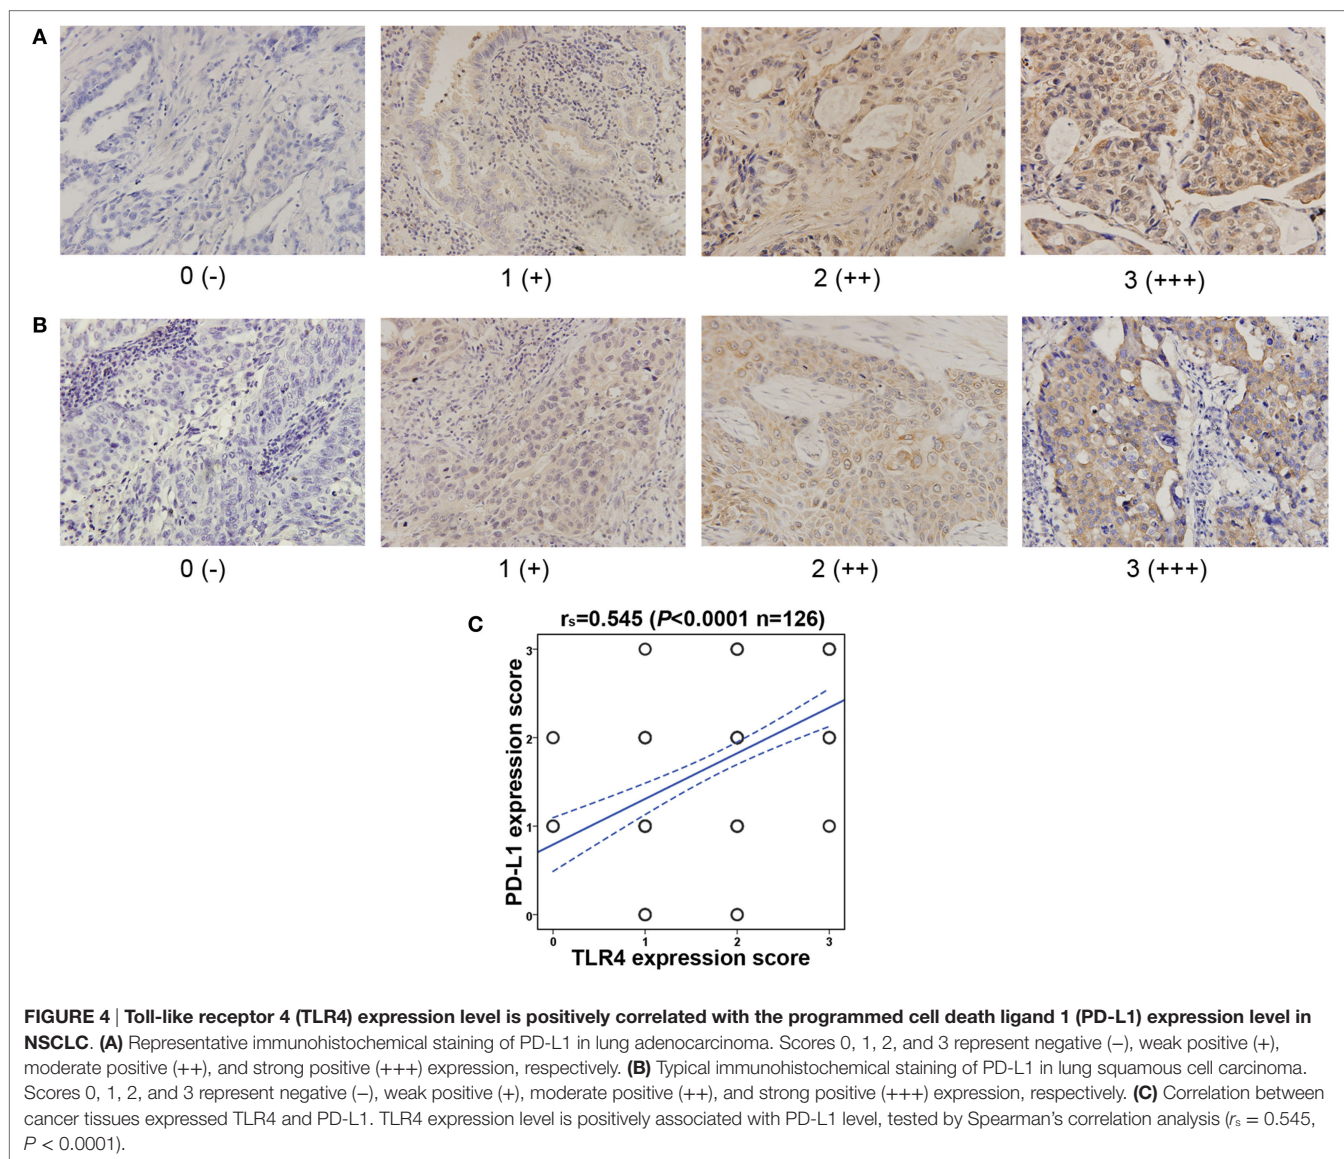 A
0 (-) 1 (+) 2 (++) 3 (+++)
B
0 (-) 1 (+) 2 (++) 3 (+++)
C
rs=0.545 (P<0.0001 n=126)
PD-L1 expression score
3
2
1
0
0 1 2 3
TLR4 expression score
FIGURE 4 | Toll-like receptor 4 (TLR4) expression level is positively correlated with the programmed cell death ligand 1 (PD-L1) expression level in
NSCLC. (A) Representative immunohistochemical staining of PD-L1 in lung adenocarcinoma. Scores 0, 1, 2, and 3 represent negative (−), weak positive (+),
moderate positive (++), and strong positive (+++) expression, respectively. (B) Typical immunohistochemical staining of PD-L1 in lung squamous cell carcinoma.
Scores 0, 1, 2, and 3 represent negative (−), weak positive (+), moderate positive (++), and strong positive (+++) expression, respectively. (C) Correlation between
cancer tissues expressed TLR4 and PD-L1. TLR4 expression level is positively associated with PD-L1 level, tested by Spearman's correlation analysis (rs = 0.545,
P < 0.0001).